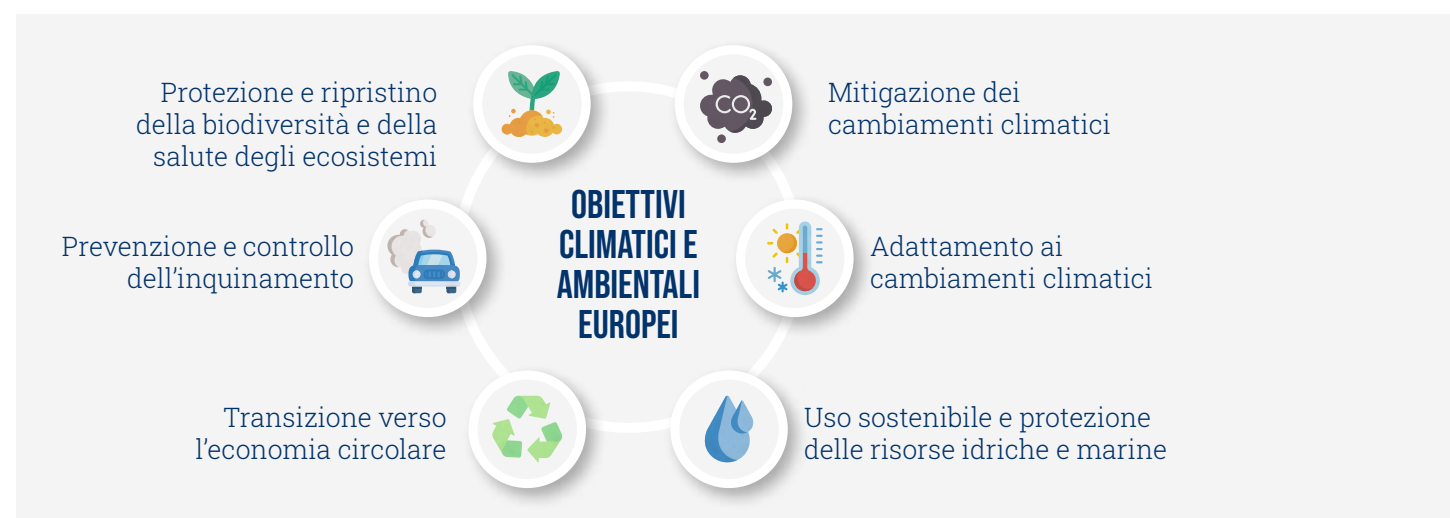 OBIETTIVI
CLIMATICI E
AMBIENTALI
EUROPEI
Protezione e ripristino
della biodiversità e della
salute degli ecosistemi
CO2
Mitigazione dei
cambiamenti climatici
Prevenzione e controllo
dell’inquinamento
Adattamento ai
cambiamenti climatici
Transizione verso
l’economia circolare
Uso sostenibile e protezione
delle risorse idriche e marine